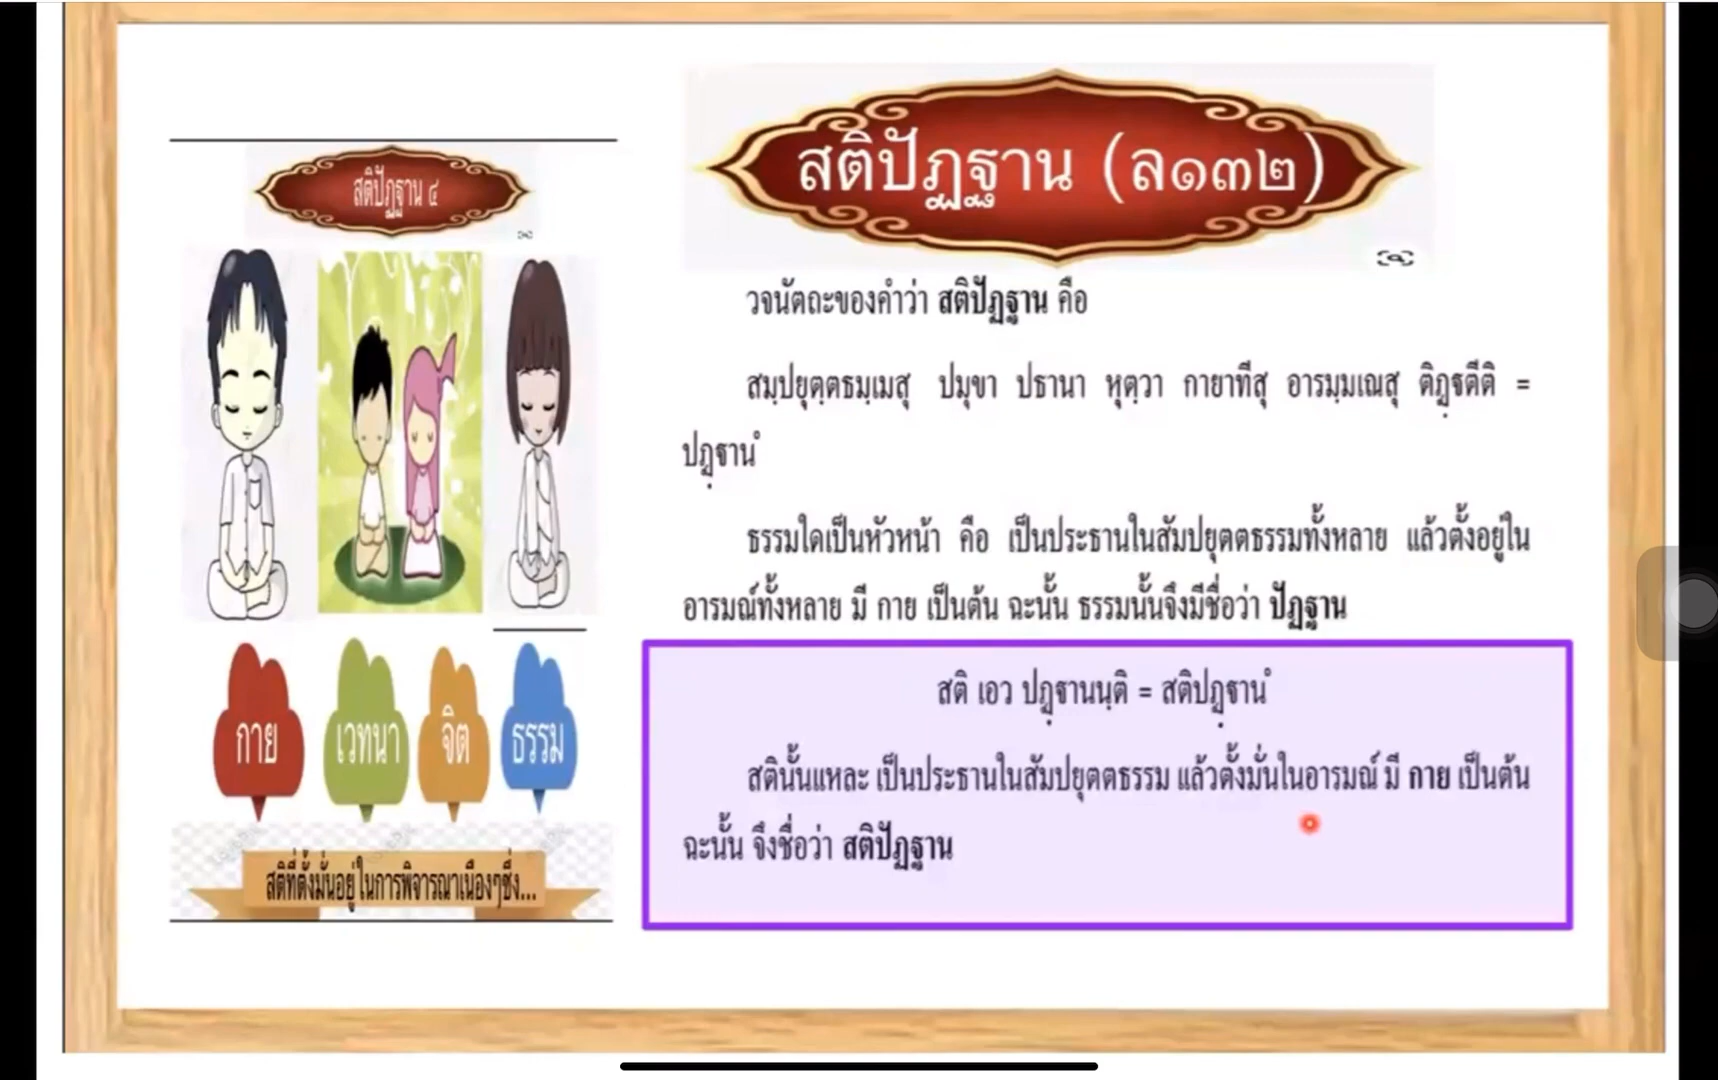 สติปัฏฐาน ๔
กาย เวทนา จิต ธรรม
สติที่ตั้งมั่นอยู่ในการพิจารณาเนืองๆซึ่ง...
สติปัฏฐาน (ล๑๓๒)
วจนัตถะของคำว่า สติปัฏฐาน คือ
สมฺปยุตฺตธมฺเมสุ ปมุขา ปธานา หุตฺวา กายาทีสุ อารมฺมเณสุ ติฏฺฐตีติ =
ปฏฺฐานํ
ธรรมใดเป็นหัวหน้า คือ เป็นประธานในสัมปยุตตธรรมทั้งหลาย แล้วตั้งอยู่ใน
อารมณ์ทั้งหลาย มี กาย เป็นต้น ฉะนั้น ธรรมนั้นจึงมีชื่อว่า ปัฏฐาน
สติ เอว ปฏฺฐานนฺติ = สติปฏฺฐานํ
สตินั้นแหละ เป็นประธานในสัมปยุตตธรรม แล้วตั้งมั่นในอารมณ์ มี กาย เป็นต้น
ฉะนั้น จึงชื่อว่า สติปัฏฐาน